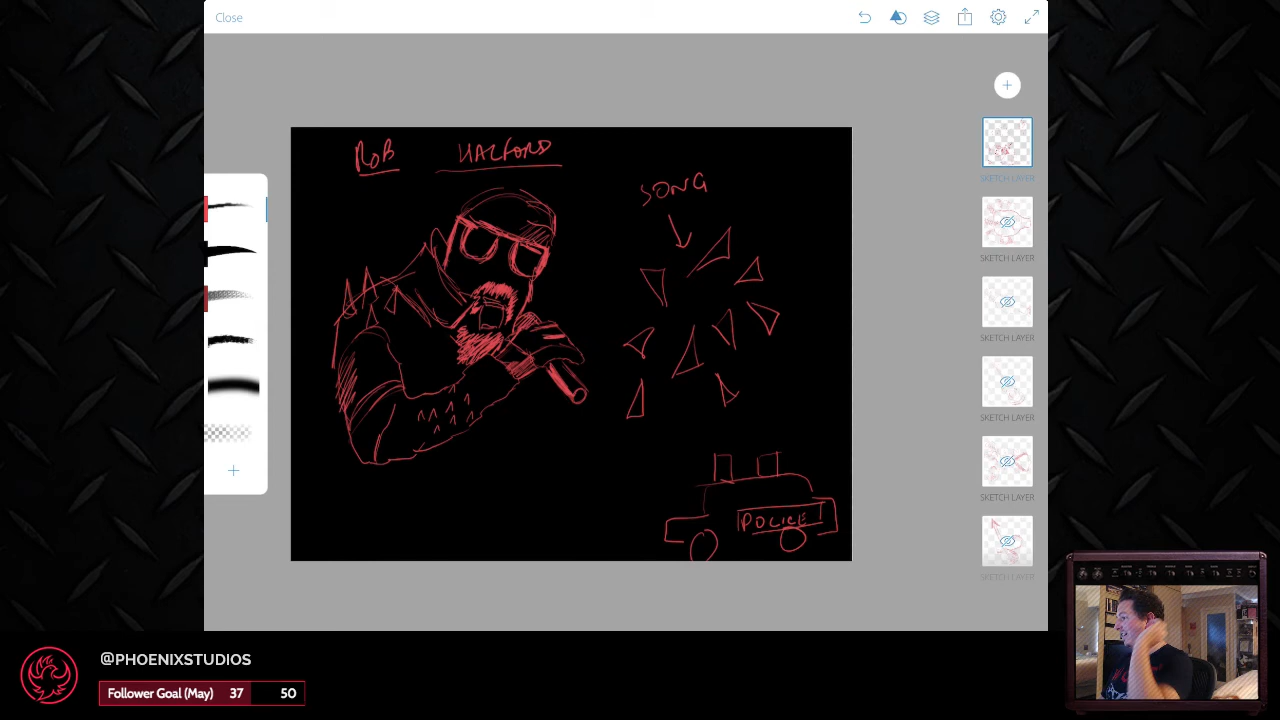 Close
ROB HALFORD
SONG
POLICE
SKETCH LAYER
SKETCH LAYER
SKETCH LAYER
SKETCH LAYER
SKETCH LAYER
SKETCH LAYER
@PHOENIXSTUDIOS
Follower Goal (May) 37 50